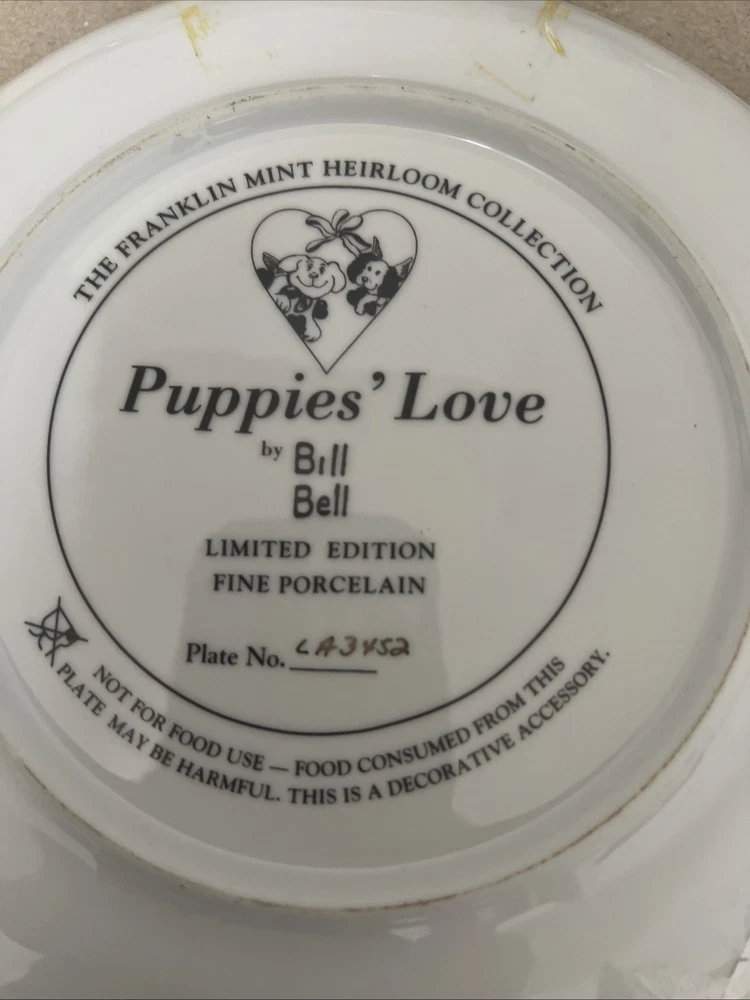 THE FRANKLIN MINT HEIRLOOM COLLECTION
Puppies' Love
by Bill
Bell
LIMITED EDITION
FINE PORCELAIN
Plate No. LA3452
NOT FOR FOOD USE — FOOD CONSUMED FROM THIS
PLATE MAY BE HARMFUL. THIS IS A DECORATIVE ACCESSORY.